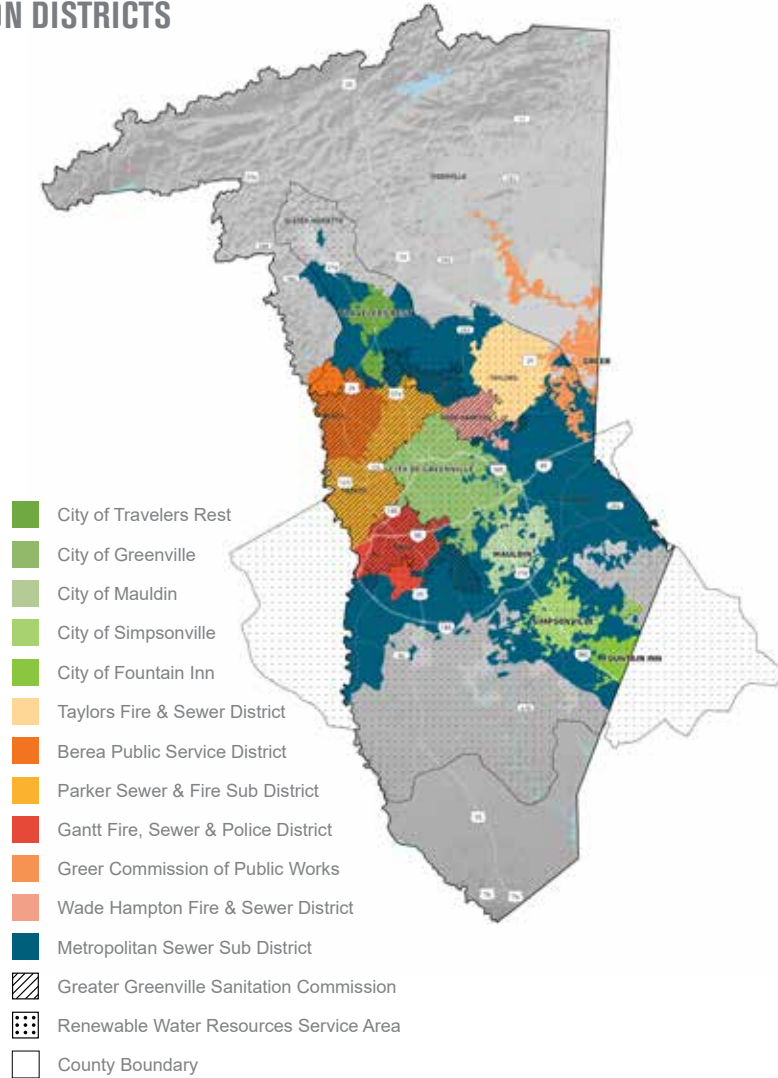 ON DISTRICTS
TRAVELERS REST
GREER
TAYLORS
WADE HAMPTON
CITY OF GREENVILLE
MAULDIN
SIMPSONVILLE
FOUNTAIN INN
City of Travelers Rest
City of Greenville
City of Mauldin
City of Simpsonville
City of Fountain Inn
Taylors Fire & Sewer District
Berea Public Service District
Parker Sewer & Fire Sub District
Gantt Fire, Sewer & Police District
Greer Commission of Public Works
Wade Hampton Fire & Sewer District
Metropolitan Sewer Sub District
Greater Greenville Sanitation Commission
Renewable Water Resources Service Area
County Boundary